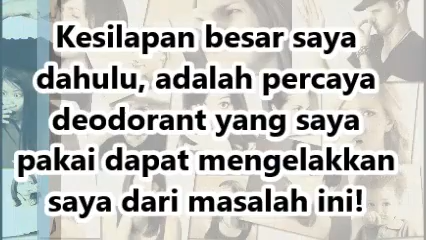 Kesilapan besar saya
dahulu, adalah percaya
deodorant yang saya
pakai dapat mengelakkan
saya dari masalah ini!